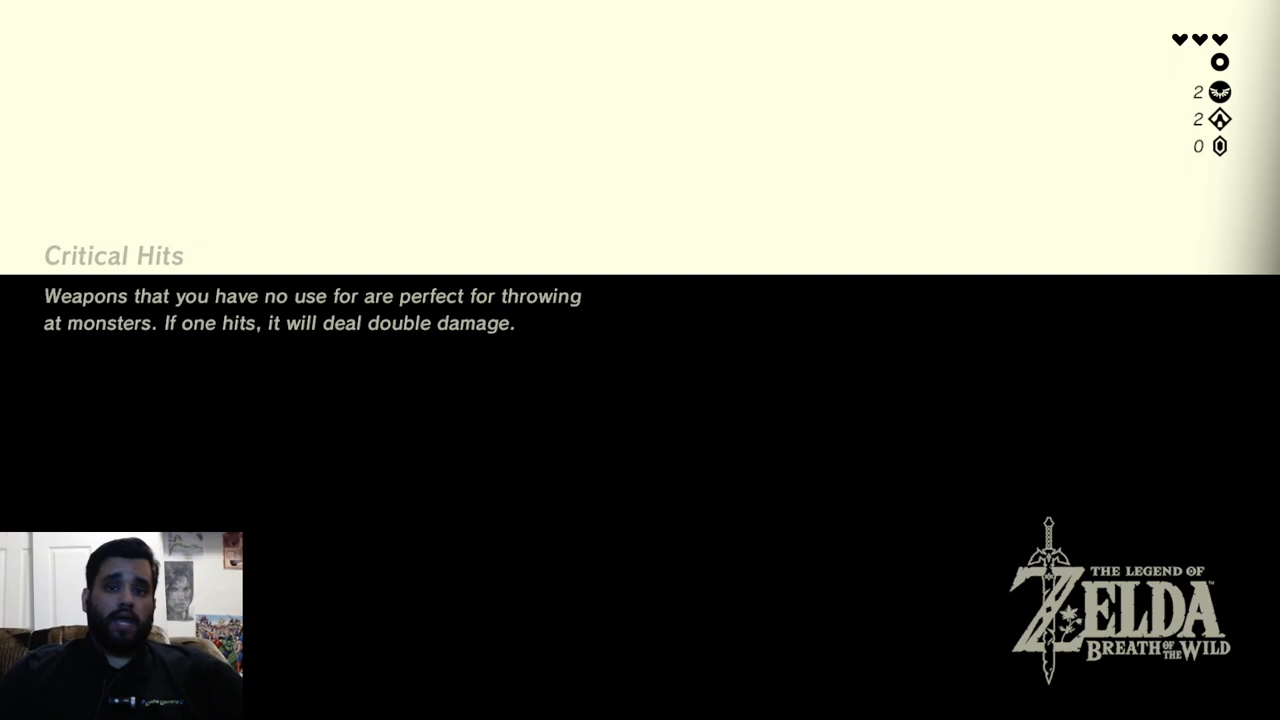 2
2
0
Critical Hits
Weapons that you have no use for are perfect for throwing
at monsters. If one hits, it will deal double damage.
THE LEGEND OF
ZELDA™
BREATH OF THE WILD